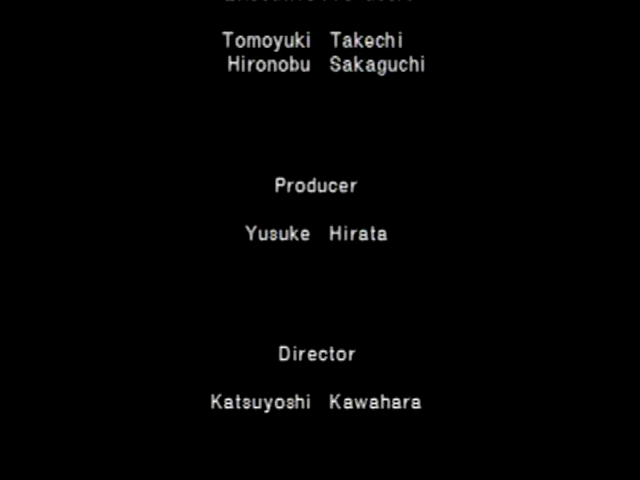 Tomoyuki Takechi
Hironobu Sakaguchi
Producer
Yusuke Hirata
Director
Katsuyoshi Kawahara